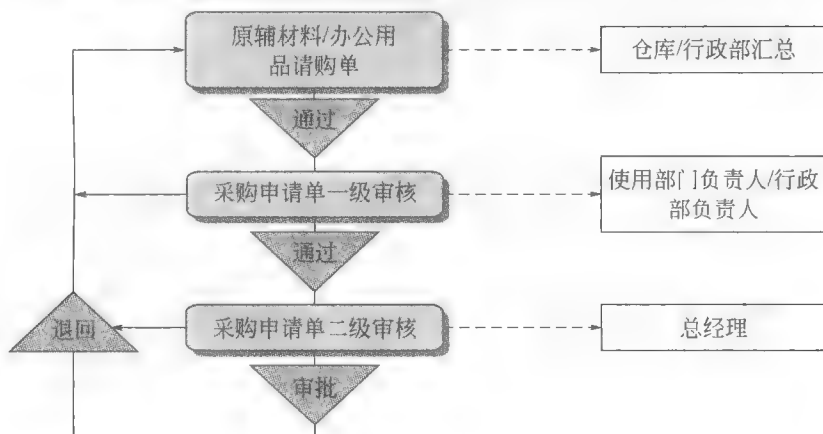 原辅材料/办公用
品请购单
仓库/行政部汇总
通过
采购申请单一级审核
使用部门负责人/行政
部负责人
通过
退回
采购申请单二级审核
总经理
审批